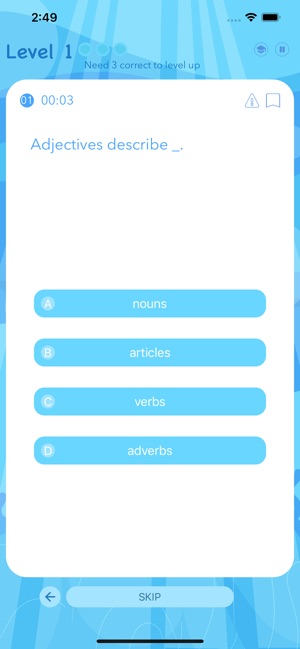 2:49
Level 1
Need 3 correct to level up
01 00:03
Adjectives describe _.
A nouns
B articles
C verbs
D adverbs
SKIP